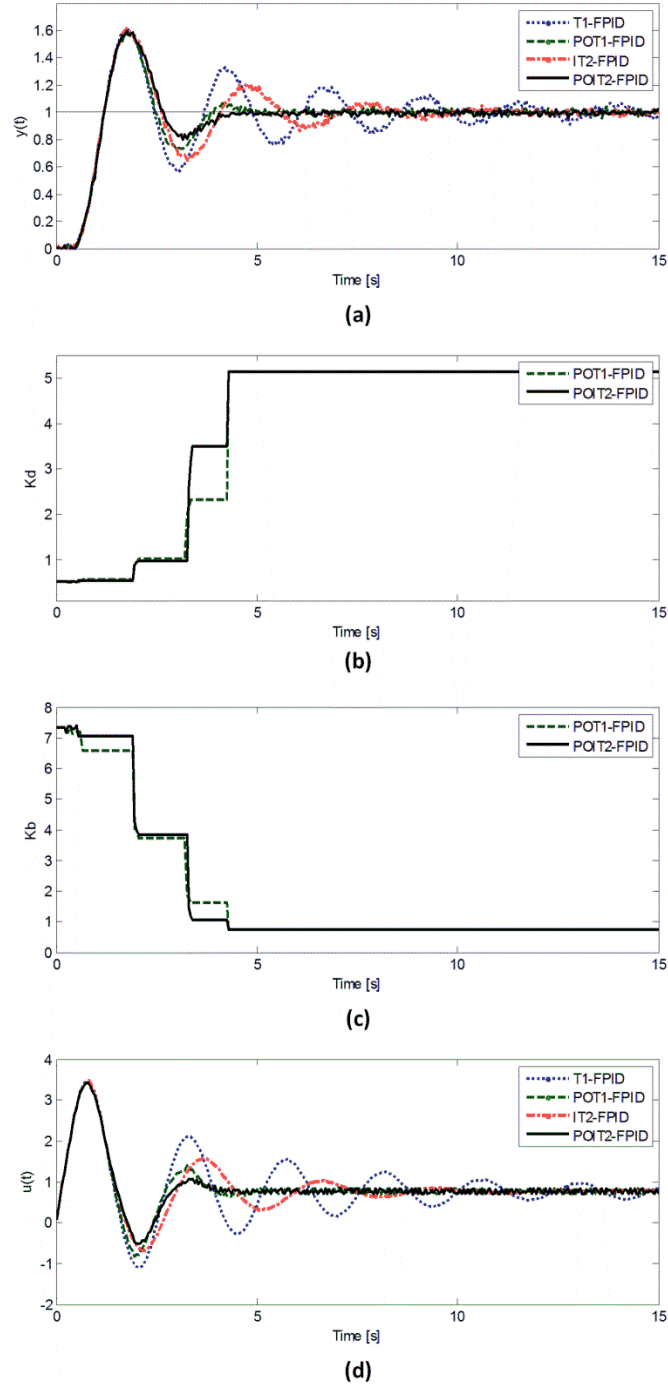 1.6
1.4
1.2
1
0.8
0.6
0.4
0.2
0
y(t)
T1-FPID
POT1-FPID
IT2-FPID
POIT2-FPID
0 5 10 15
Time [s]
(a)
5
4
3
2
1
Kd
POT1-FPID
POIT2-FPID
0 5 10 15
Time [s]
(b)
8
7
6
5
4
3
2
1
0
Kb
POT1-FPID
POIT2-FPID
0 5 10 15
Time [s]
(c)
4
3
2
1
0
-1
-2
u(t)
T1-FPID
POT1-FPID
IT2-FPID
POIT2-FPID
0 5 10 15
Time [s]
(d)